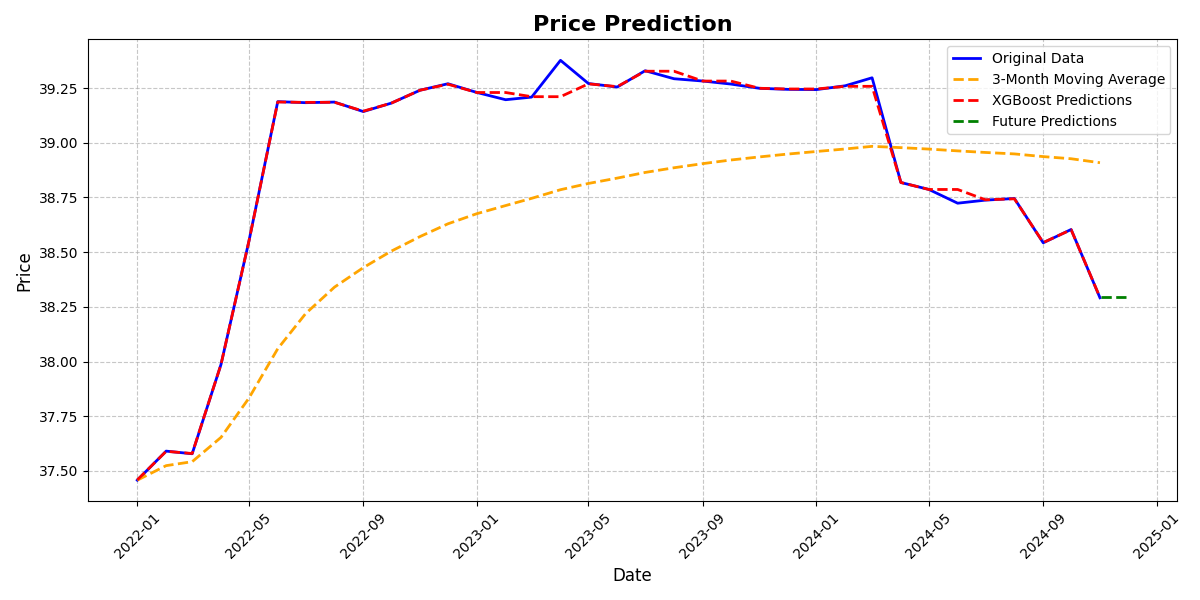 Price Prediction
Original Data
3-Month Moving Average
XGBoost Predictions
Future Predictions
Price
39.25
39.00
38.75
38.50
38.25
38.00
37.75
37.50
2022-01
2022-05
2022-09
2023-01
2023-05
2023-09
2024-01
2024-05
2024-09
2025-01
Date